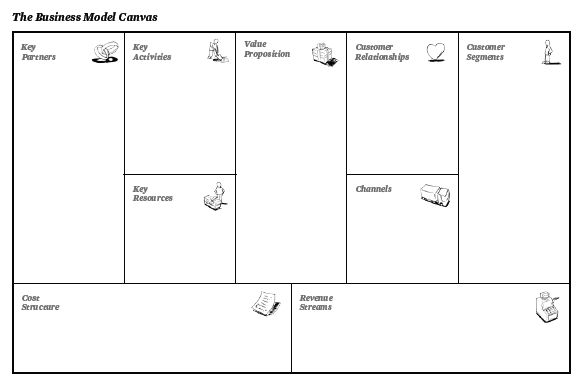 The Business Model Canvas
Key
Partners
Key
Activities
Value
Proposition
Customer
Relationships
Customer
Segments
Key
Resources
Channels
Cost
Structure
Revenue
Streams